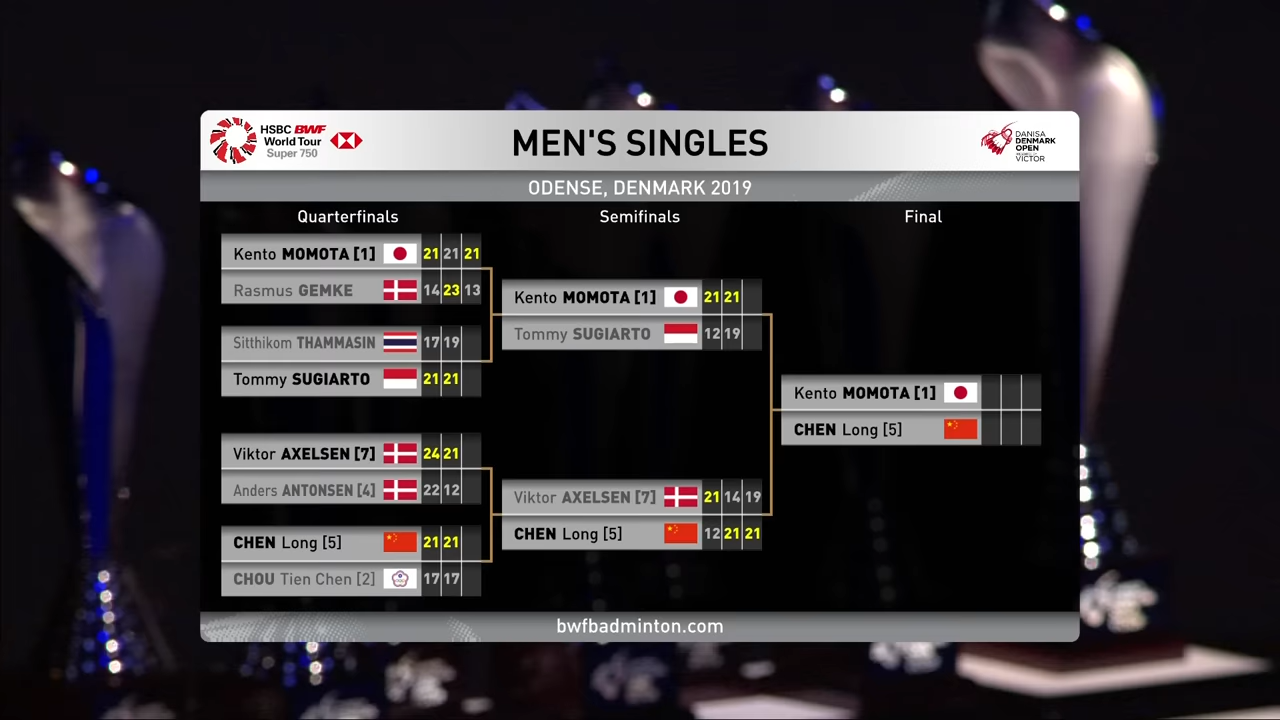 HSBC BWF
World Tour
Super 750
MEN'S SINGLES
DANISA
DENMARK
OPEN
VICTOR
ODENSE, DENMARK 2019
Quarterfinals
Semifinals
Final
Kento MOMOTA [1] 21 21 21
Rasmus GEMKE 14 23 13
Sitthikom THAMMASIN 17 19
Tommy SUGIARTO 21 21
Viktor AXELSEN [7] 24 21
Anders ANTONSEN [4] 22 12
CHEN Long [5] 21 21
CHOU Tien Chen [2] 17 17
Kento MOMOTA [1] 21 21
Tommy SUGIARTO 12 19
Viktor AXELSEN [7] 21 14 19
CHEN Long [5] 12 21 21
Kento MOMOTA [1]
CHEN Long [5]
bwfbadminton.com